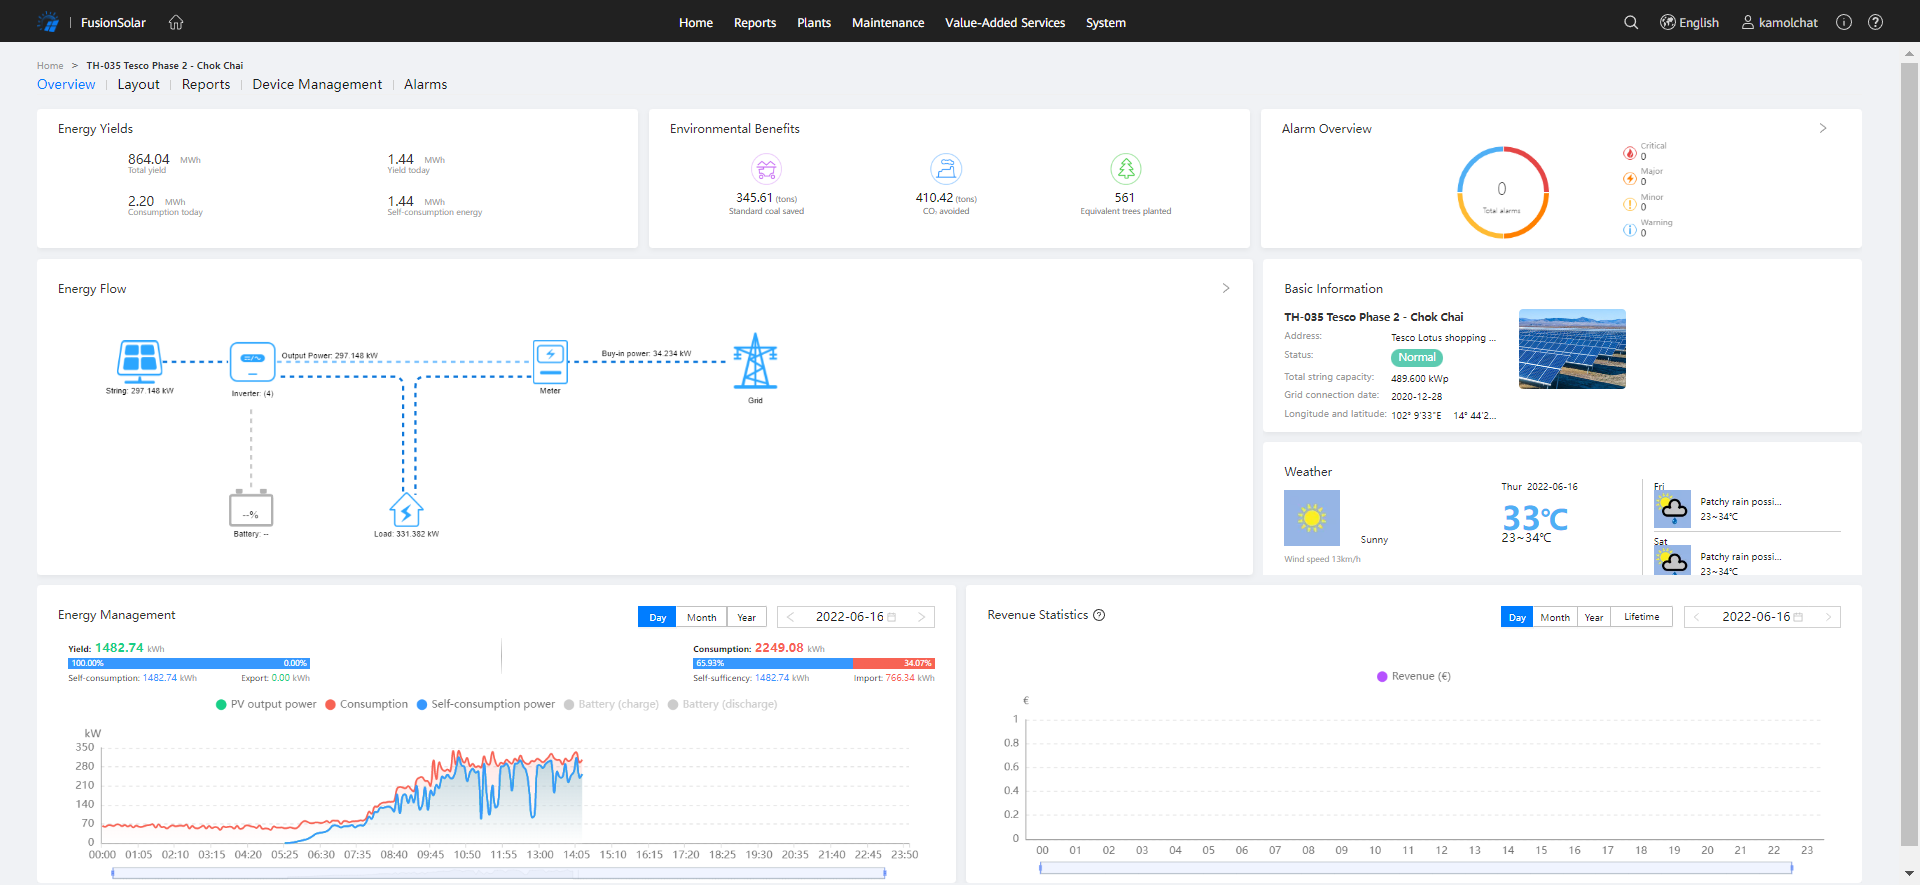 FusionSolar
Home Reports Plants Maintenance Value-Added Services System
English kamolchat
Home > TH-035 Tesco Phase 2 - Chok Chai
Overview Layout Reports Device Management Alarms
Energy Yields
864.04 MWh
Total yield
1.44 MWh
Yield today
2.20 MWh
Consumption today
1.44 MWh
Self-consumption energy
Environmental Benefits
345.61 (tons)
Standard coal saved
410.42 (tons)
CO₂ avoided
561
Equivalent trees planted
Alarm Overview
0
Total alarms
Critical
0
Major
0
Minor
0
Warning
0
Energy Flow
String: 297.148 kW
Output Power: 297.148 kW
Inverter: (4)
Meter
Buy-in power: 34.234 kW
Grid
--%
Battery: --
Load: 331.382 kW
Basic Information
TH-035 Tesco Phase 2 - Chok Chai
Address: Tesco Lotus shopping ...
Status: Normal
Total string capacity: 489.600 kWp
Grid connection date: 2020-12-28
Longitude and latitude: 102° 9'33"E 14° 44'2...
Weather
Sunny
Wind speed 13km/h
Thur 2022-06-16
33℃
23~34℃
Fri
Patchy rain possi...
23~34℃
Sat
Patchy rain possi...
23~34℃
Energy Management
Day Month Year
2022-06-16
Yield: 1482.74 kWh
100.00% 0.00%
Self-consumption: 1482.74 kWh Export: 0.00 kWh
Consumption: 2249.08 kWh
65.93% 34.07%
Self-sufficency: 1482.74 kWh Import: 766.34 kWh
PV output power Consumption Self-consumption power Battery (charge) Battery (discharge)
kW
350
280
210
140
70
0
00:00 01:05 02:10 03:15 04:20 05:25 06:30 07:35 08:40 09:45 10:50 11:55 13:00 14:05 15:10 16:15 17:20 18:25 19:30 20:35 21:40 22:45 23:50
Revenue Statistics
Day Month Year Lifetime
2022-06-16
Revenue (€)
€
1
0.8
0.6
0.4
0.2
0
00 01 02 03 04 05 06 07 08 09 10 11 12 13 14 15 16 17 18 19 20 21 22 23